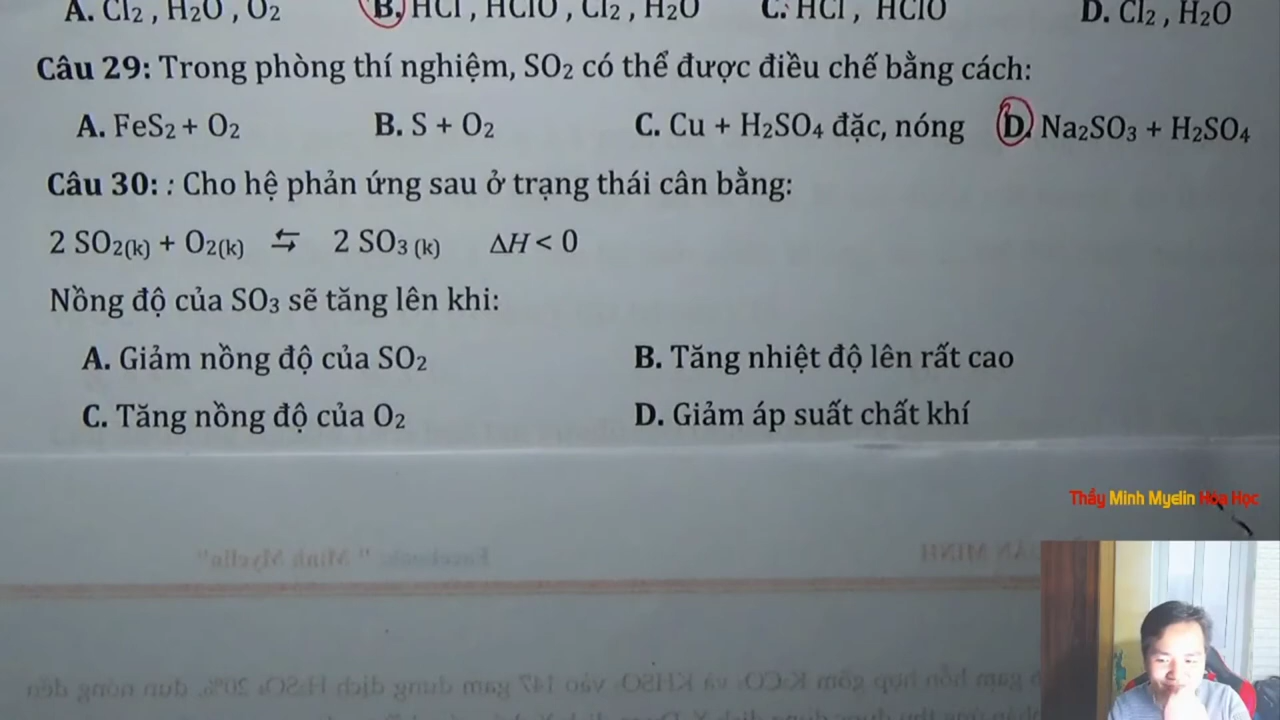 A. Cl₂ , H₂O , O₂ B. HCl , HClO , Cl₂ , H₂O C. HCl , HClO D. Cl₂ , H₂O
Câu 29: Trong phòng thí nghiệm, SO₂ có thể được điều chế bằng cách:
A. FeS₂ + O₂ B. S + O₂ C. Cu + H₂SO₄ đặc, nóng D. Na₂SO₃ + H₂SO₄
Câu 30: : Cho hệ phản ứng sau ở trạng thái cân bằng:
2 SO₂(k) + O₂(k) ⇆ 2 SO₃ (k) ΔH < 0
Nồng độ của SO₃ sẽ tăng lên khi:
A. Giảm nồng độ của SO₂ B. Tăng nhiệt độ lên rất cao
C. Tăng nồng độ của O₂ D. Giảm áp suất chất khí
Thầy Minh Myelin Hóa Học